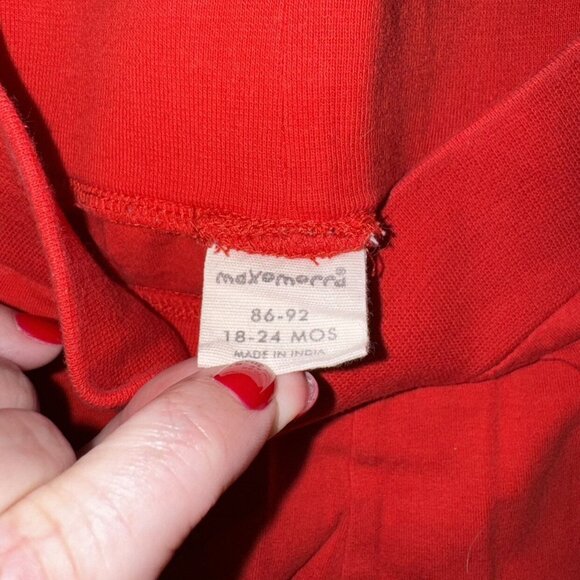 maxomorra®
86-92
18-24 MOS
MADE IN INDIA